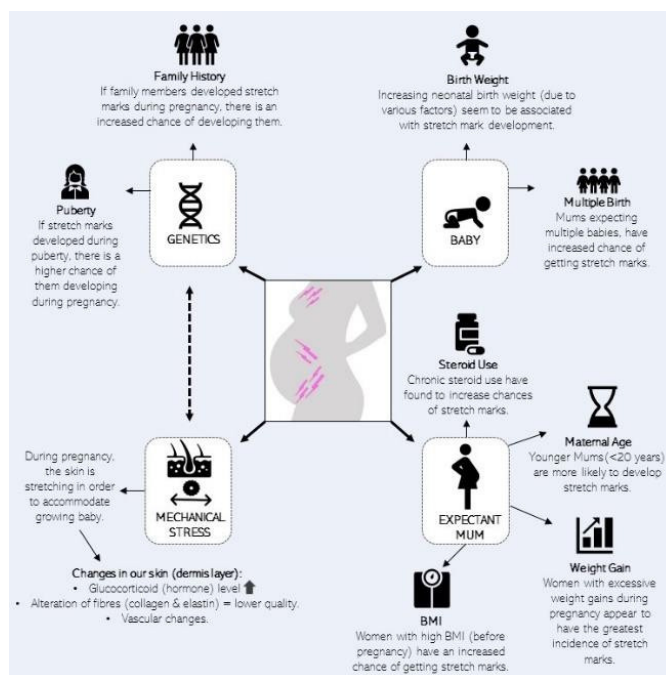 Family History
If family members developed stretch
marks during pregnancy, there is an
increased chance of developing them.
Birth Weight
Increasing neonatal birth weight (due to
various factors) seem to be associated
with stretch mark development.
Puberty
If stretch marks
developed during
puberty, there is a
higher chance of
them developing
during pregnancy.
GENETICS
BABY
Multiple Birth
Mums expecting
multiple babies, have
increased chance of
getting stretch marks.
Steroid Use
Chronic steroid use have
found to increase chances
of stretch marks.
Maternal Age
Younger Mums (<20 years)
are more likely to develop
stretch marks.
During pregnancy,
the skin is
stretching in order
to accommodate
growing baby.
MECHANICAL
STRESS
EXPECTANT
MUM
Changes in our skin (dermis layer):
• Glucocorticoid (hormone) level
• Alteration of fibres (collagen & elastin) = lower quality.
• Vascular changes.
BMI
Women with high BMI (before
pregnancy) have an increased
chance of getting stretch marks.
Weight Gain
Women with excessive
weight gains during
pregnancy appear to
have the greatest
incidence of stretch
marks.